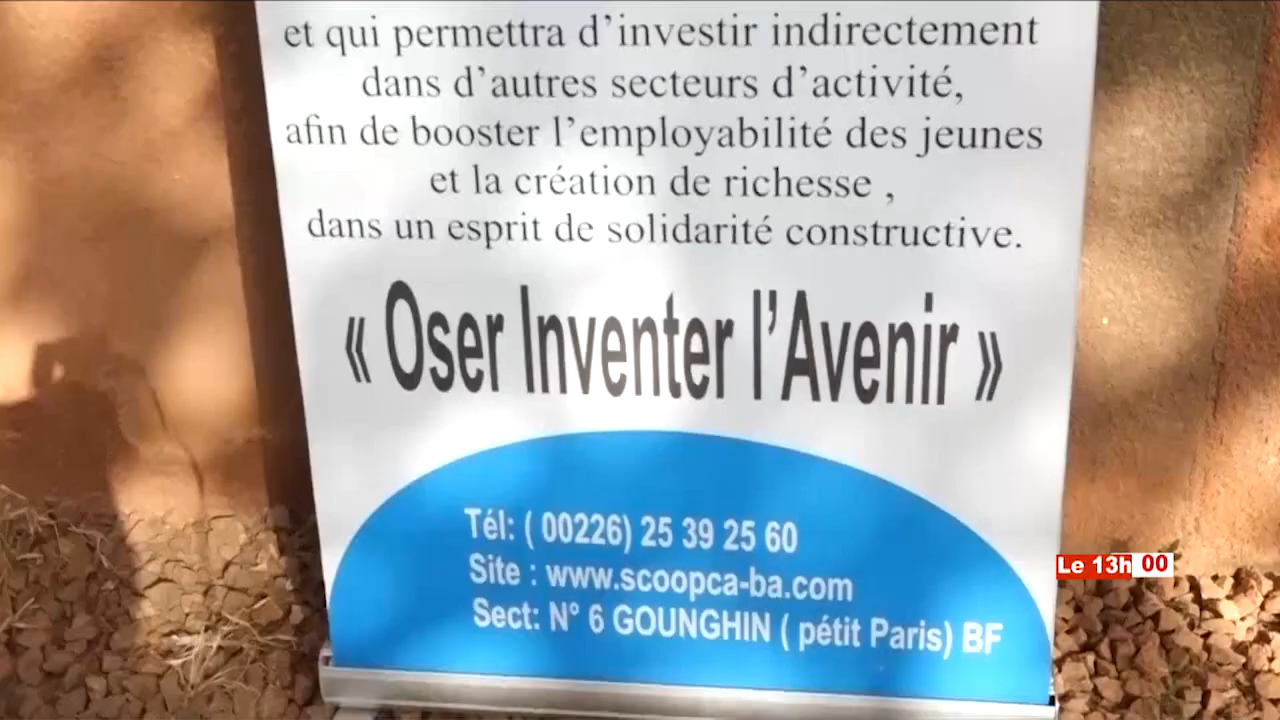 et qui permettra d'investir indirectement
dans d'autres secteurs d'activité,
afin de booster l'employabilité des jeunes
et la création de richesse ,
dans un esprit de solidarité constructive.
« Oser Inventer l'Avenir »
Tél: ( 00226) 25 39 25 60
Site : www.scoopca-ba.com
Sect: N° 6 GOUNGHIN ( pétit Paris) BF
Le 13h 00